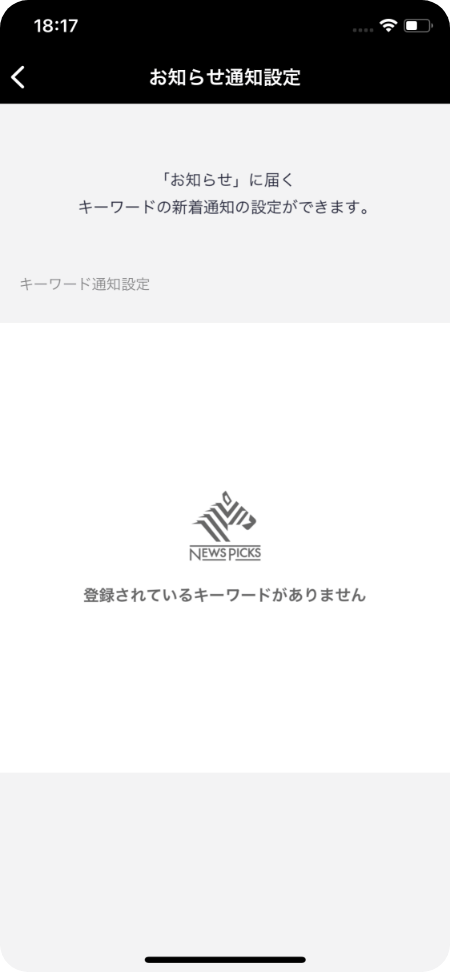 18:17
お知らせ通知設定
「お知らせ」に届く
キーワードの新着通知の設定ができます。
キーワード通知設定
NEWSPICKS
登録されているキーワードがありません